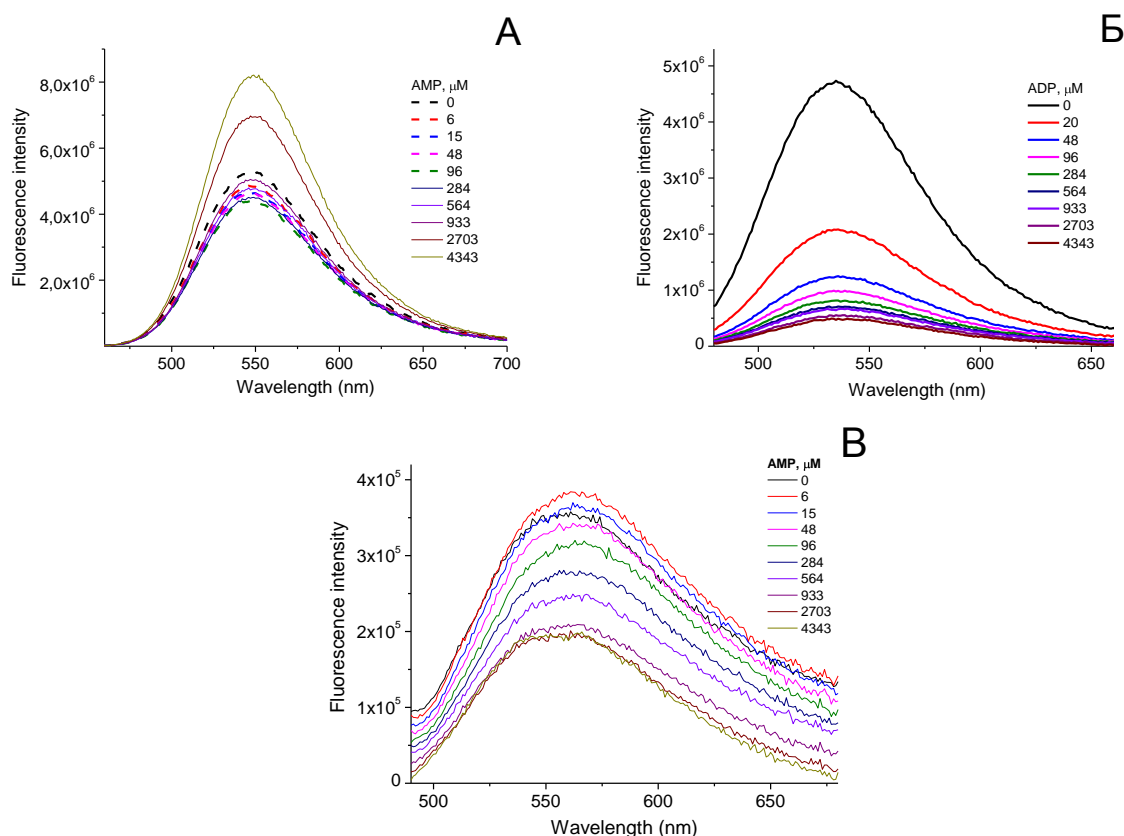 А
Fluorescence intensity
8,0x10⁶
6,0x10⁶
4,0x10⁶
2,0x10⁶
500 550 600 650 700
Wavelength (nm)
AMP, μM
0
6
15
48
96
284
564
933
2703
4343
Б
Fluorescence intensity
5x10⁶
4x10⁶
3x10⁶
2x10⁶
1x10⁶
0
500 550 600 650
Wavelength (nm)
ADP, μM
0
20
48
96
284
564
933
2703
4343
В
Fluorescence intensity
4x10⁵
3x10⁵
2x10⁵
1x10⁵
0
500 550 600 650
Wavelength (nm)
AMP, μM
0
6
15
48
96
284
564
933
2703
4343